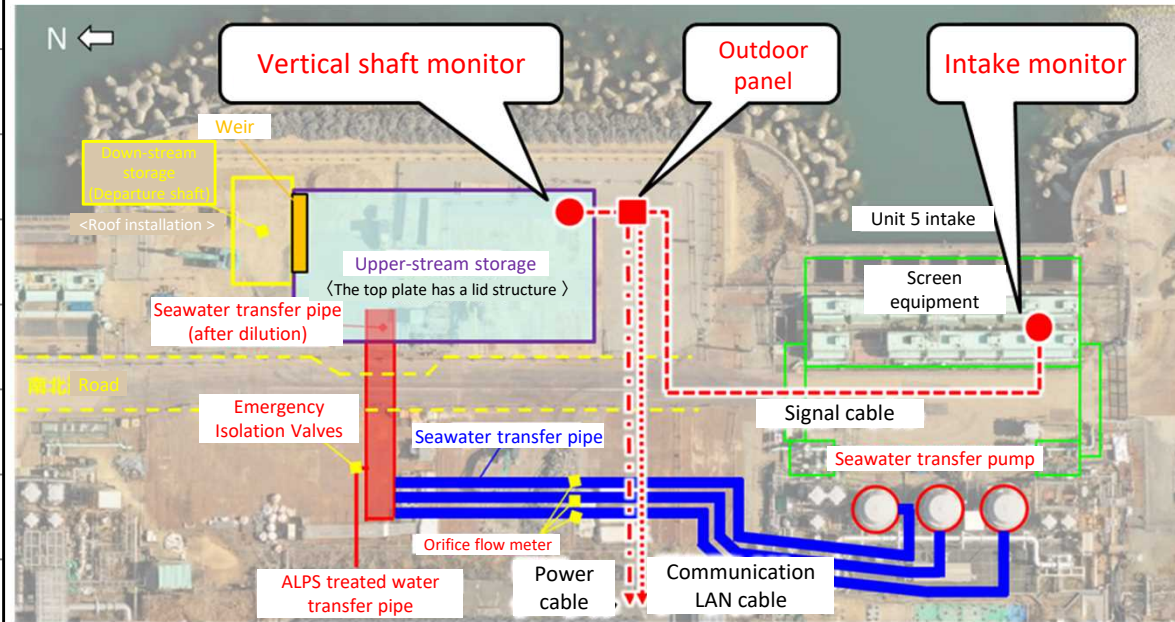 N
Vertical shaft monitor
Outdoor
panel
Intake monitor
Weir
Down-stream
storage
(Departure shaft)
<Roof installation >
Unit 5 intake
Upper-stream storage
〈The top plate has a lid structure 〉
Screen
equipment
Seawater transfer pipe
(after dilution)
南北 Road
Emergency
Isolation Valves
Signal cable
Seawater transfer pipe
Seawater transfer pump
Orifice flow meter
ALPS treated water
transfer pipe
Power
cable
Communication
LAN cable